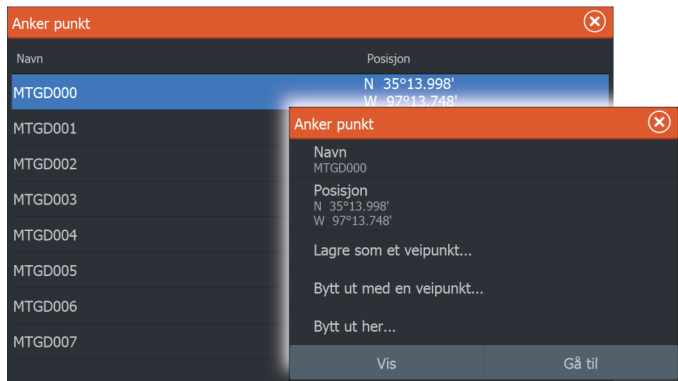 Anker punkt
Navn Posisjon
MTGD000 N 35°13.998'
W 97°13.748'
MTGD001
MTGD002
MTGD003
MTGD004
MTGD005
MTGD006
MTGD007
Anker punkt
Navn
MTGD000
Posisjon
N 35°13.998'
W 97°13.748'
Lagre som et veipunkt...
Bytt ut med en veipunkt...
Bytt ut her...
Vis Gå til